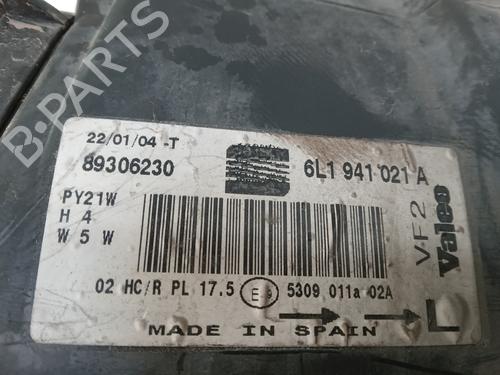 B-PARTS
22/01/04 -T
89306230
6L1 941 021 A
PY21W
H 4
W 5 W
VF2
Valeo
02 HC/R PL 17.5 E 9 5309 011a 02A
L
MADE IN SPAIN